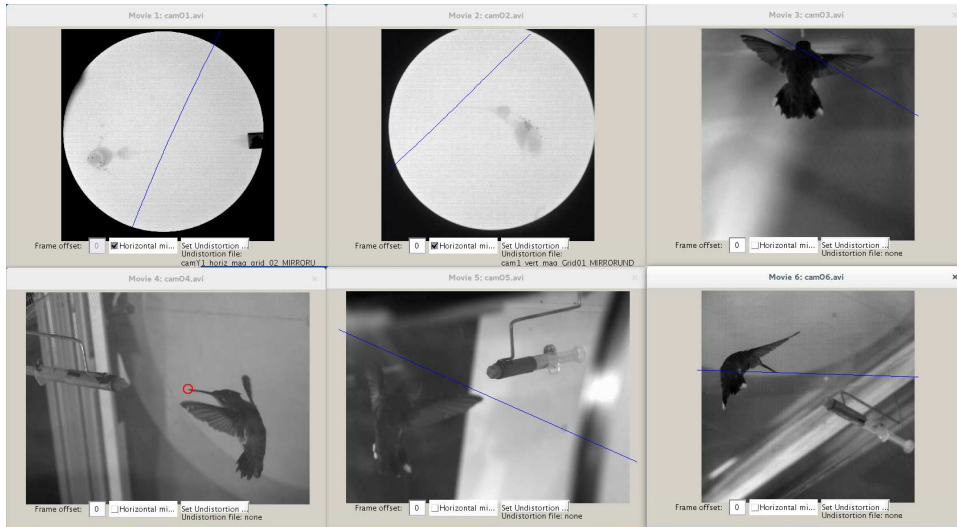 Movie 1: cam01.avi
Movie 2: cam02.avi
Movie 3: cam03.avi
Frame offset: 0 Horizontal mi... Set Undistortion ...
Undistortion file:
camY1_horiz_mag_grid_02_MIRRORU
Frame offset: 0 Horizontal mi... Set Undistortion ...
Undistortion file:
cam1_vert_mag_Grid01_MIRRORUND
Frame offset: 0 Horizontal mi... Set Undistortion ...
Undistortion file: none
Movie 4: cam04.avi
Movie 5: cam05.avi
Movie 6: cam06.avi
Frame offset: 0 Horizontal mi... Set Undistortion ...
Undistortion file: none
Frame offset: 0 Horizontal mi... Set Undistortion ...
Undistortion file: none
Frame offset: 0 Horizontal mi... Set Undistortion ...
Undistortion file: none